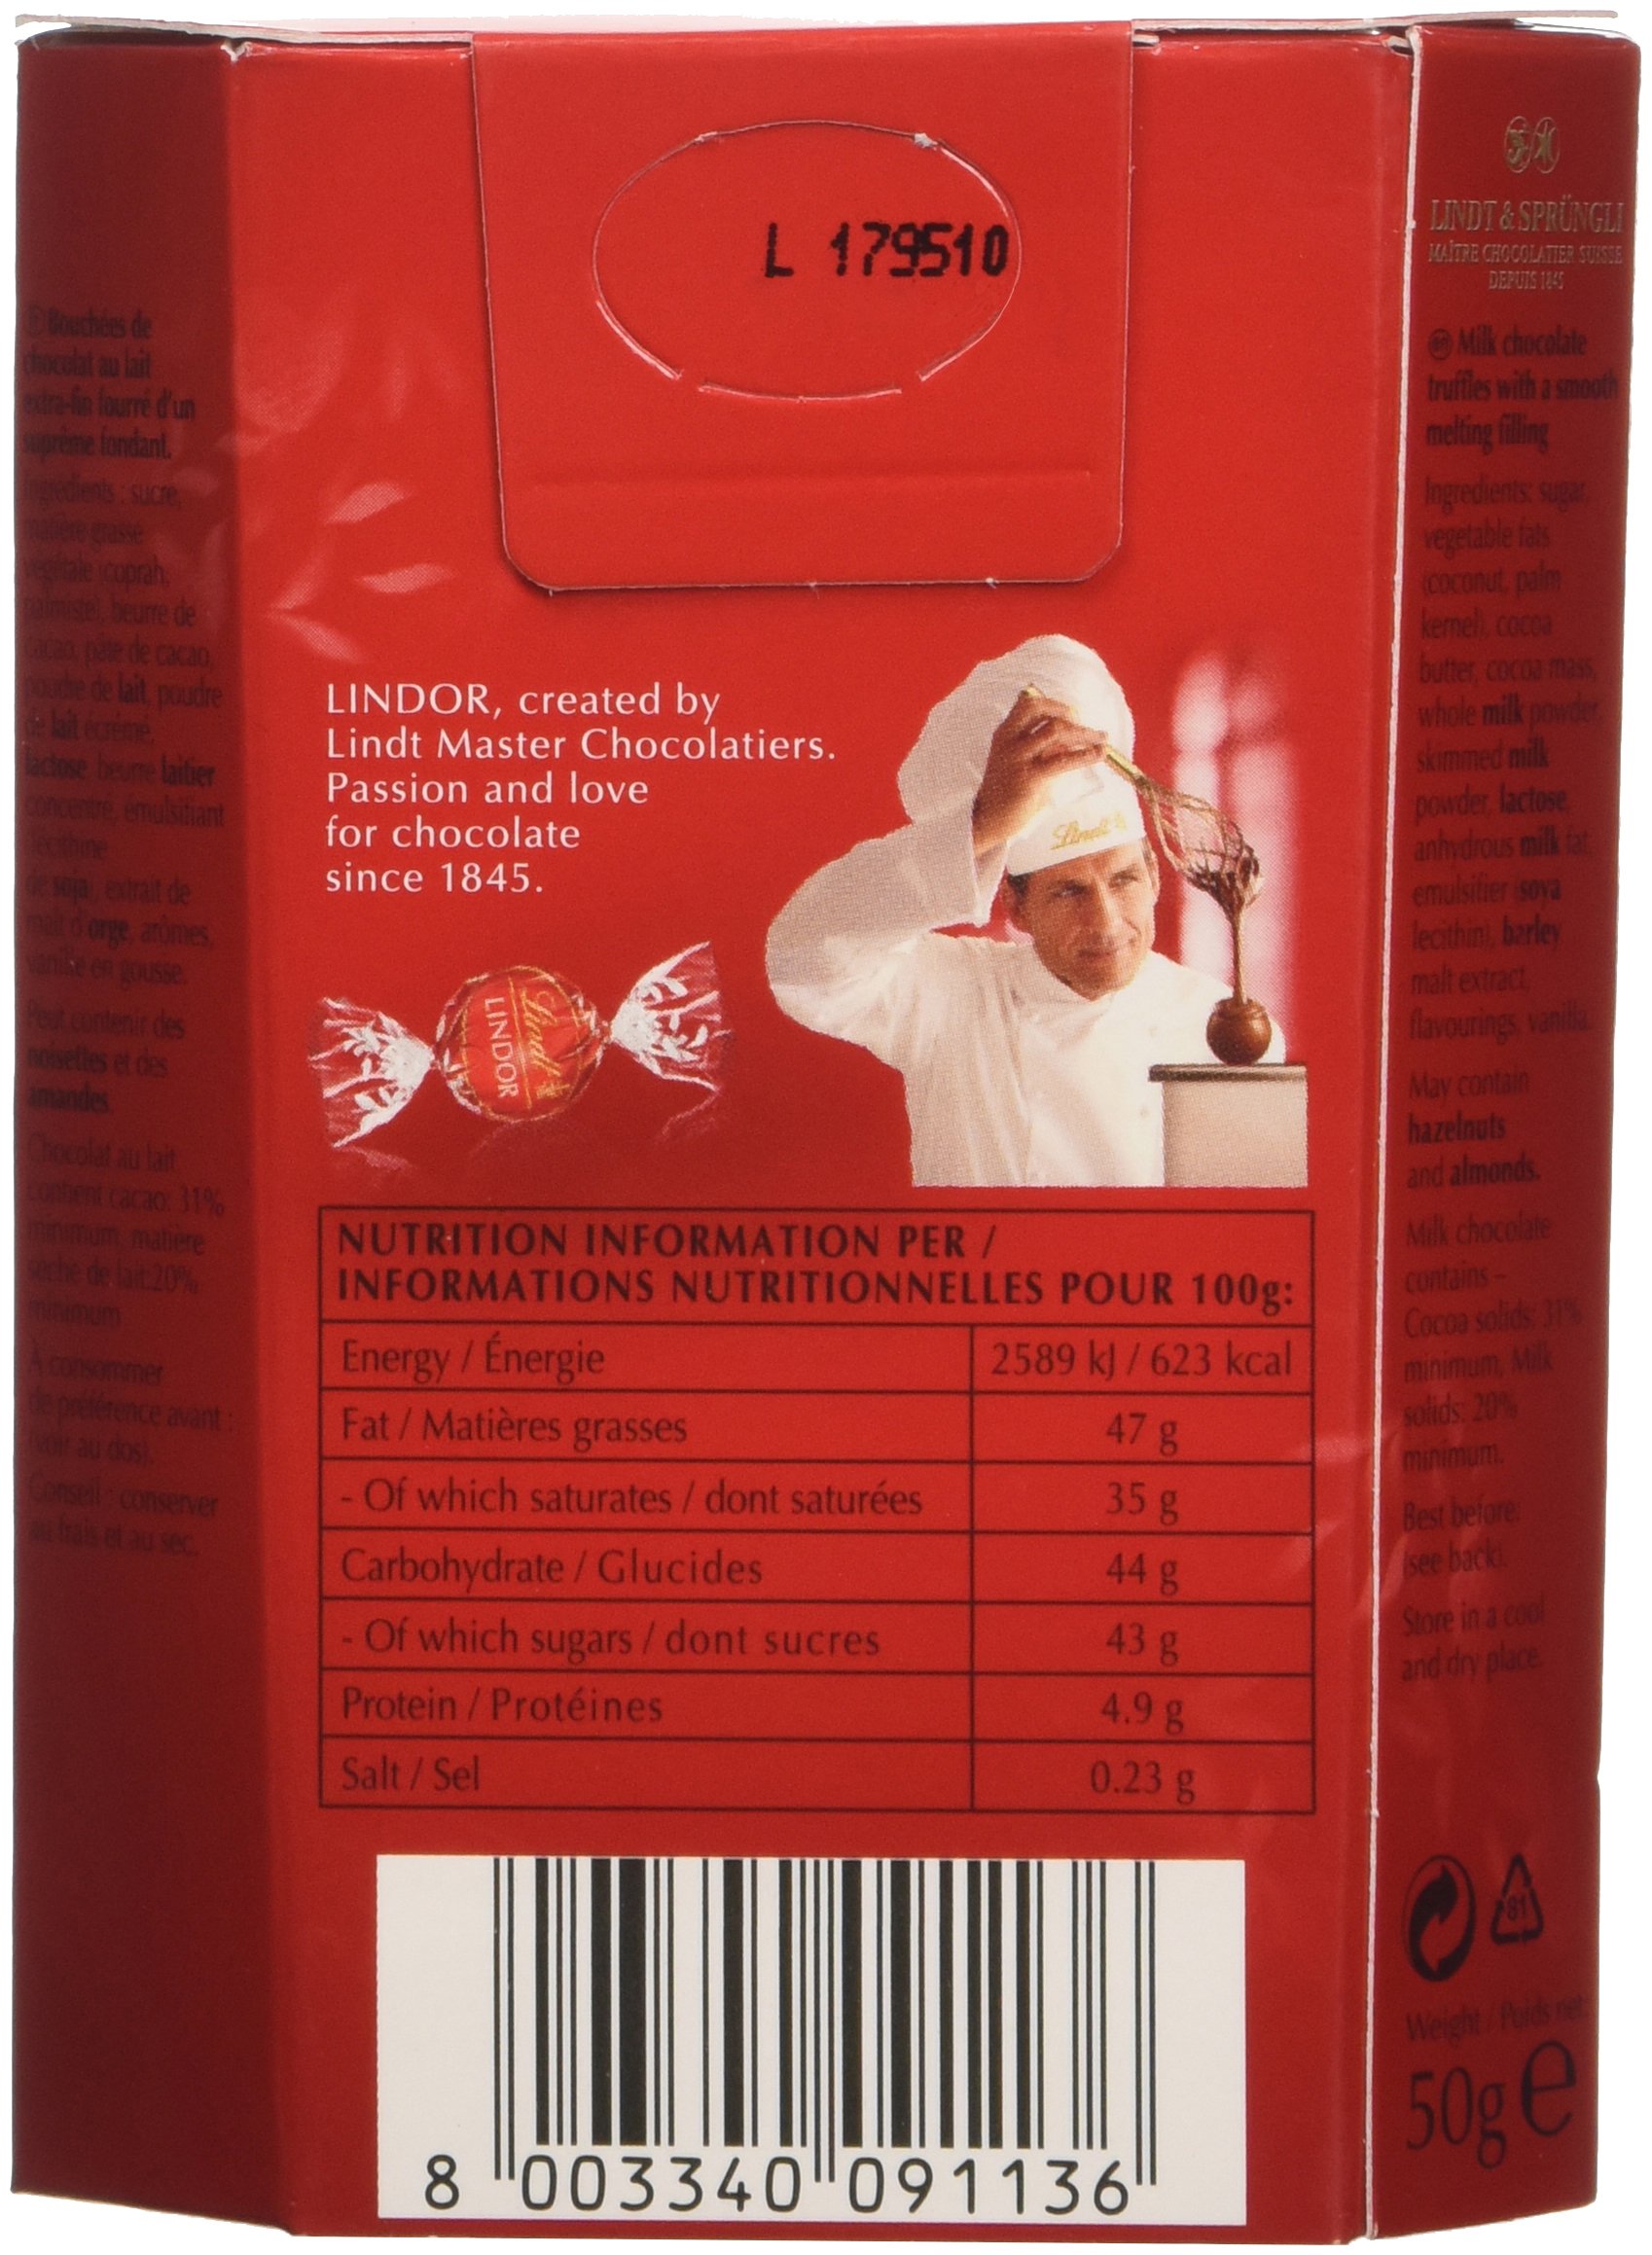 L 179510
LINDOR, created by
Lindt Master Chocolatiers.
Passion and love
for chocolate
since 1845.
Lindt
Lindt
LINDOR
NUTRITION INFORMATION PER /
INFORMATIONS NUTRITIONNELLES POUR 100g:
Energy / Énergie 2589 kJ / 623 kcal
Fat / Matières grasses 47 g
- Of which saturates / dont saturées 35 g
Carbohydrate / Glucides 44 g
- Of which sugars / dont sucres 43 g
Protein / Protéines 4.9 g
Salt / Sel 0.23 g
8 003340 091136
Bouchées de
chocolat au lait
extra-fin fourré d'un
suprême fondant.
Ingrédients : sucre,
matière grasse
végétale (coprah,
palmiste), beurre de
cacao, pâte de cacao,
poudre de lait, poudre
de lait écrémé,
lactose, beurre laitier
concentré, émulsifiant
(lécithine
de soja), extrait de
malt d'orge, arômes,
vanille en gousse.
Peut contenir des
noisettes et des
amandes.
Chocolat au lait
contient cacao: 31%
minimum, matière
sèche de lait:20%
minimum
À consommer
de préférence avant :
(voir au dos).
Conseil : conserver
au frais et au sec.
LINDT & SPRÜNGLI
MAÎTRE CHOCOLATIER SUISSE
DEPUIS 1845
Milk chocolate
truffles with a smooth
melting filling
Ingredients: sugar,
vegetable fats
(coconut, palm
kernel), cocoa
butter, cocoa mass,
whole milk powder,
skimmed milk
powder, lactose,
anhydrous milk fat,
emulsifier (soya
lecithin), barley
malt extract,
flavourings, vanilla.
May contain
hazelnuts
and almonds.
Milk chocolate
contains -
Cocoa solids: 31%
minimum, Milk
solids: 20%
minimum.
Best before:
(see back).
Store in a cool
and dry place.
81
Weight / Poids net:
50g e